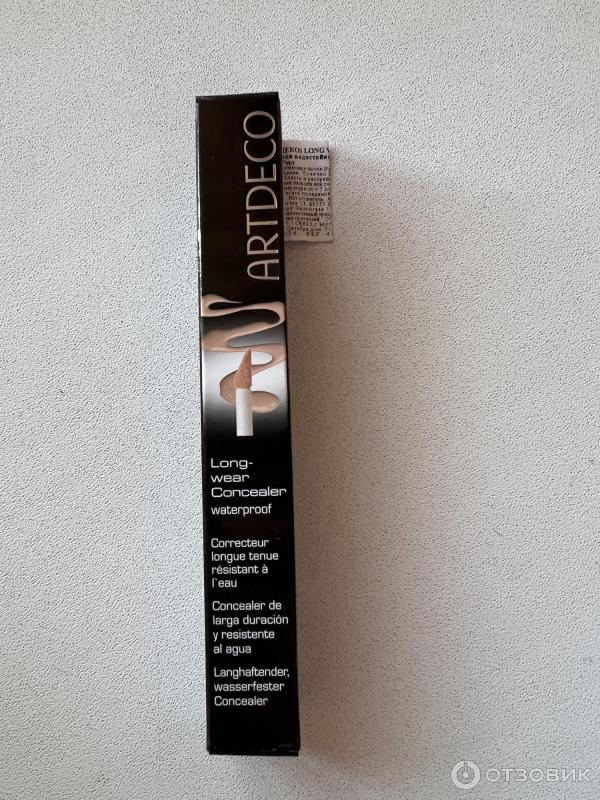 ARTDECO
Long-
wear
Concealer
waterproof
Correcteur
longue tenue
résistant à
l`eau
Concealer de
larga duración
y resistente
al agua
Langhaftender,
wasserfester
Concealer
LONG
ОТЗОВИК